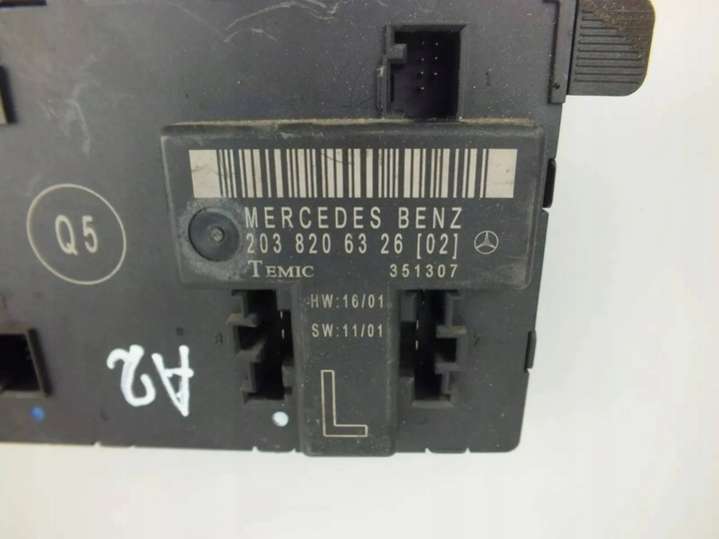 MERCEDES BENZ
203 820 63 26 [02]
TEMIC 351307
HW:16/01
SW:11/01
L
Q5
A2